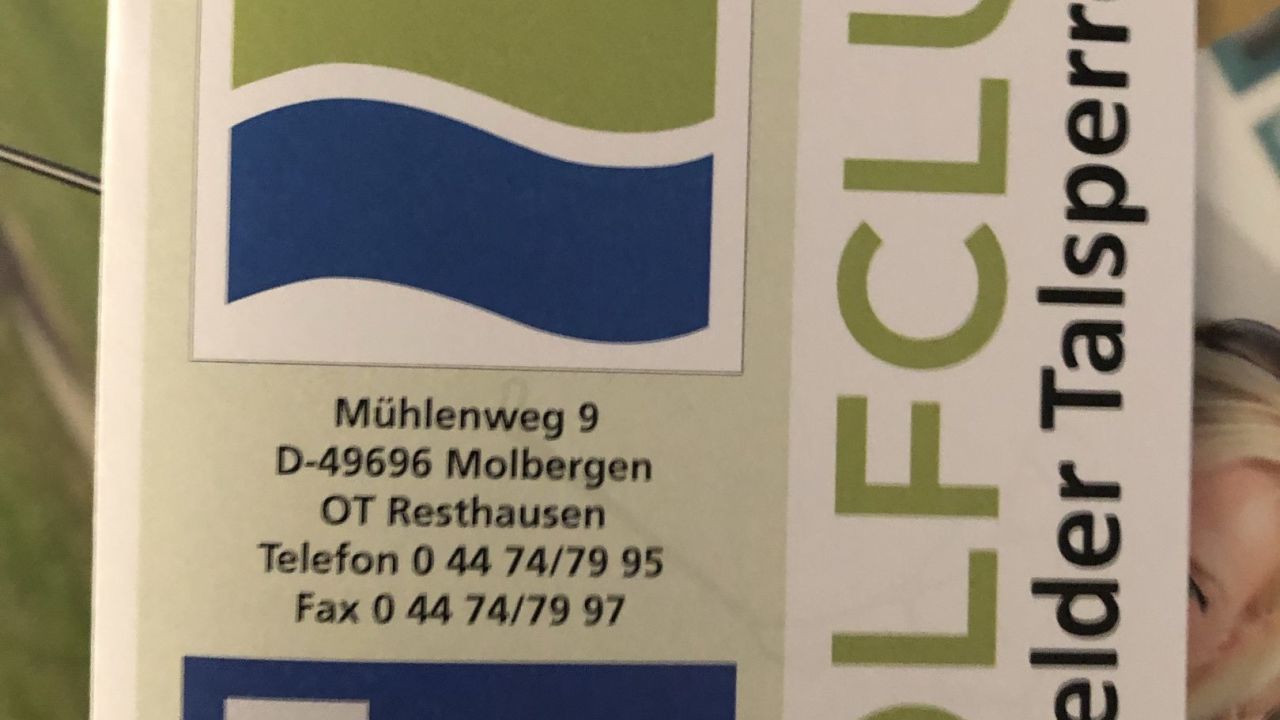 Mühlenweg 9
D-49696 Molbergen
OT Resthausen
Telefon 0 44 74/79 95
Fax 0 44 74/79 97
OLFCLU
elder Talsperre